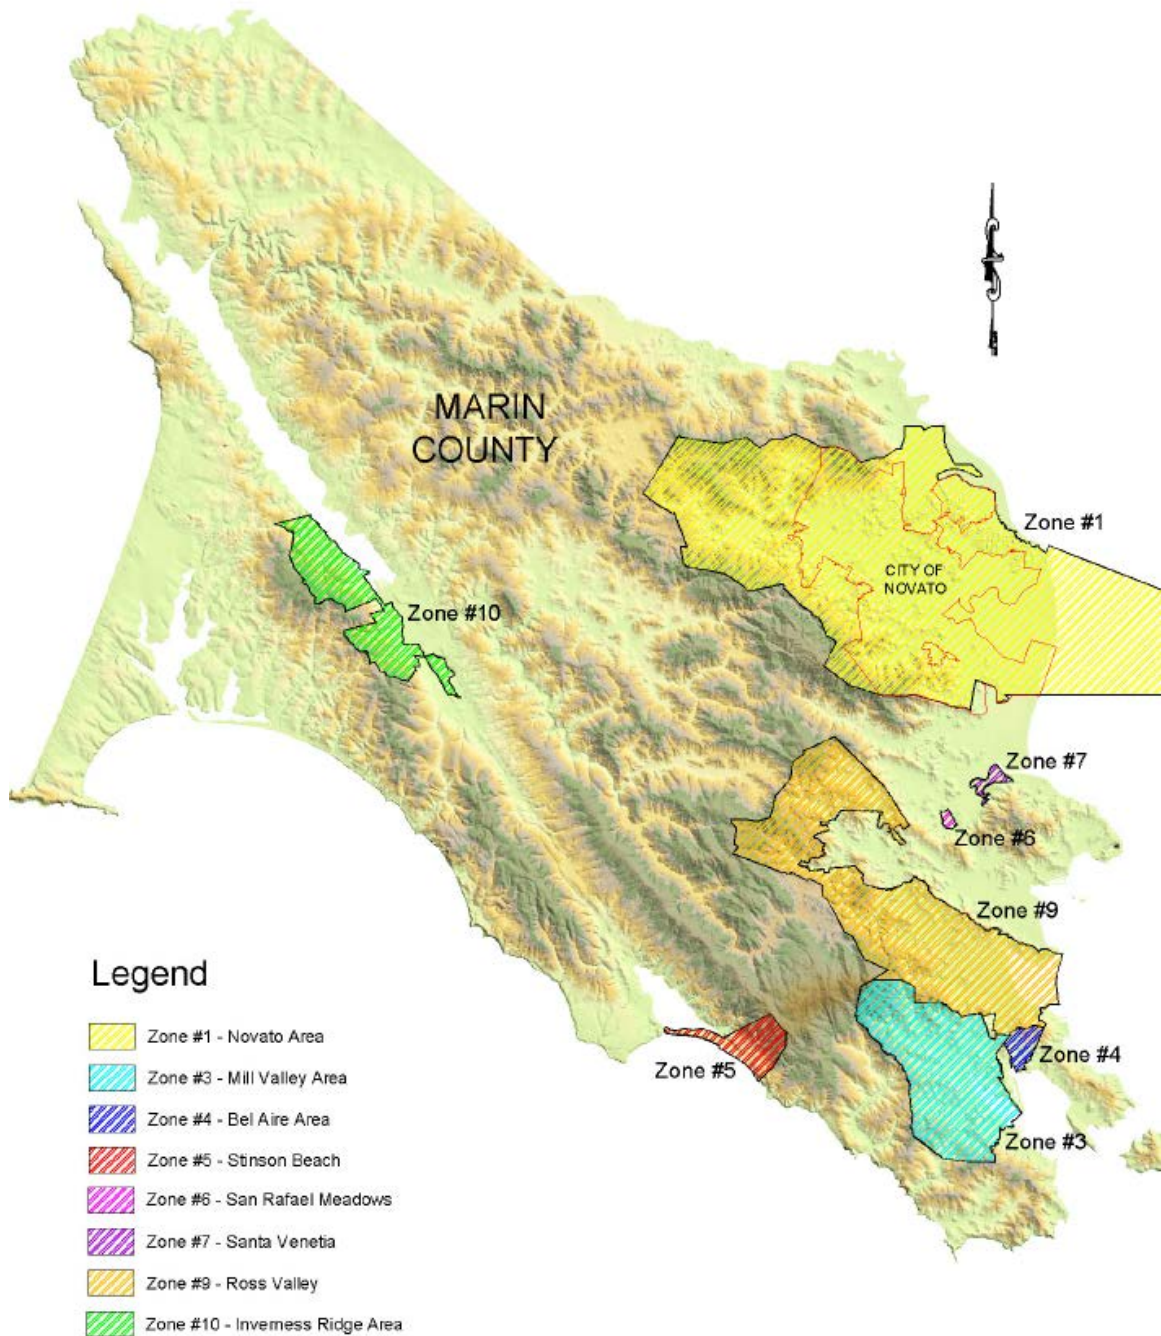 MARIN
COUNTY
Zone #1
CITY OF
NOVATO
Zone #10
Zone #7
Zone #6
Zone #9
Zone #5
Zone #4
Zone #3
Legend
Zone #1 - Novato Area
Zone #3 - Mill Valley Area
Zone #4 - Bel Aire Area
Zone #5 - Stinson Beach
Zone #6 - San Rafael Meadows
Zone #7 - Santa Venetia
Zone #9 - Ross Valley
Zone #10 - Inverness Ridge Area